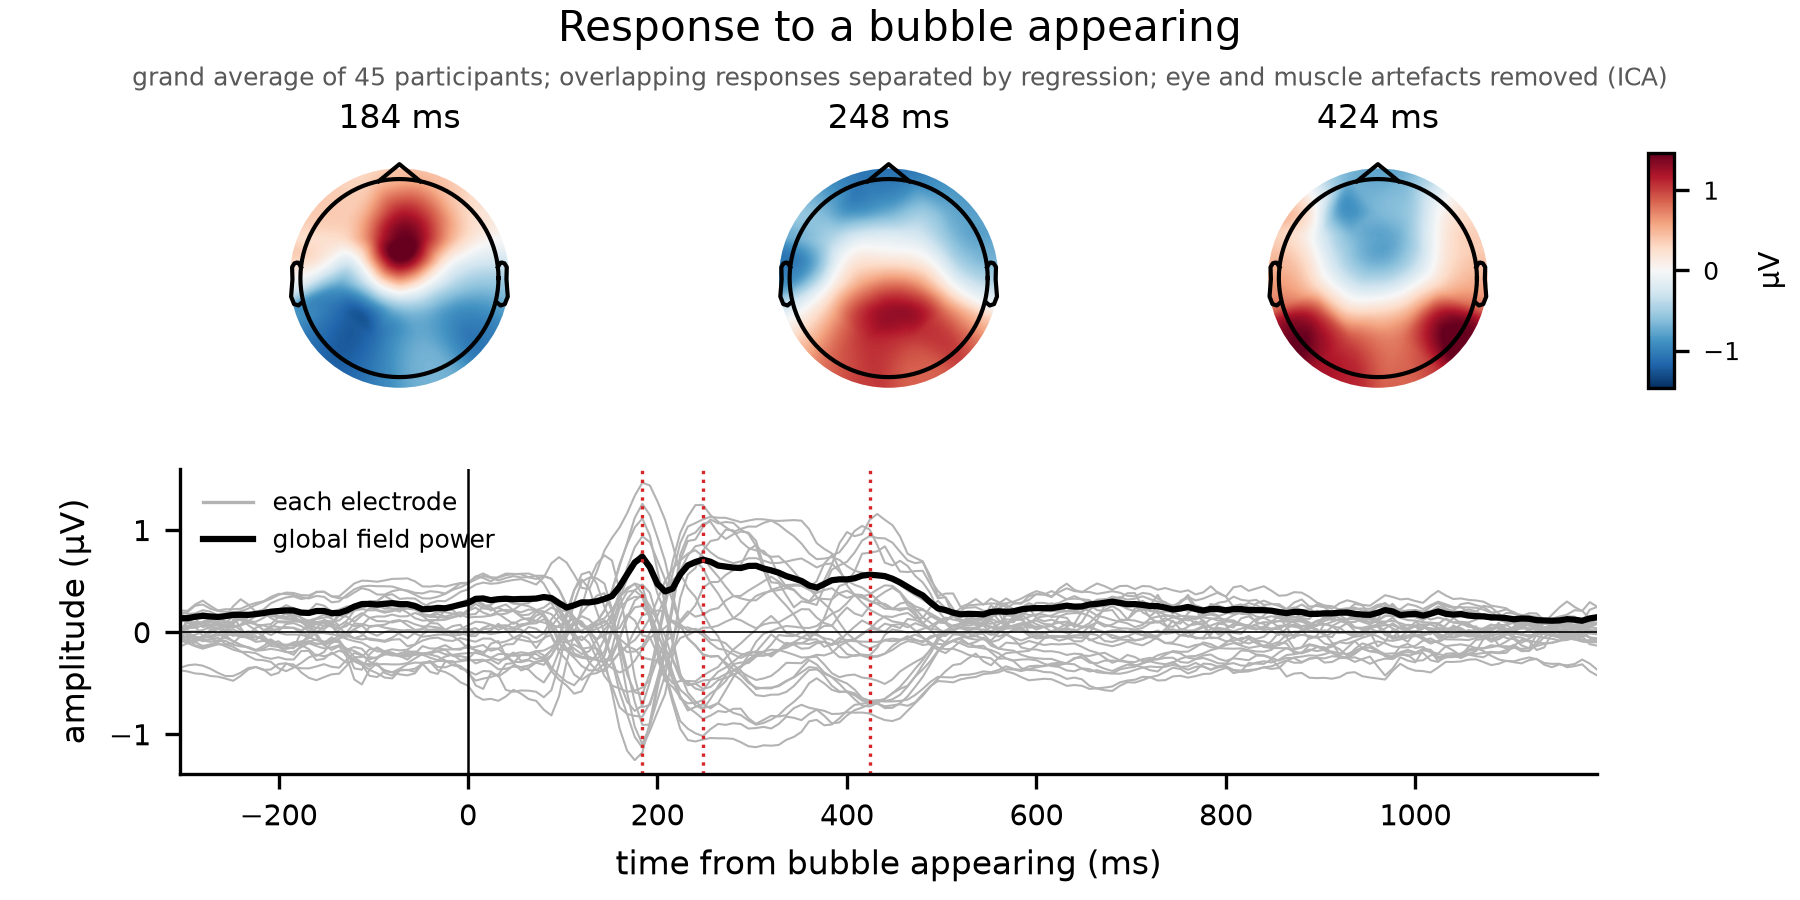 Response to a bubble appearing
grand average of 45 participants; overlapping responses separated by regression; eye and muscle artefacts removed (ICA)
184 ms
248 ms
424 ms
1
0
−1
µV
each electrode
global field power
1
0
−1
amplitude (µV)
−200
0
200
400
600
800
1000
time from bubble appearing (ms)